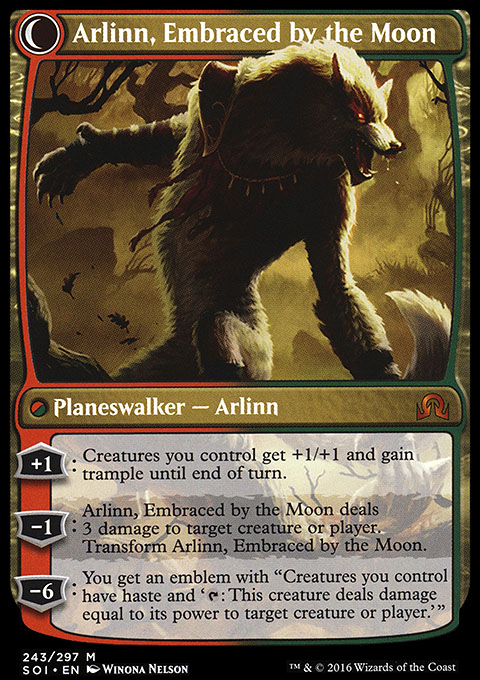 Arlinn, Embraced by the Moon
Planeswalker — Arlinn
+1: Creatures you control get +1/+1 and gain
trample until end of turn.
-1: Arlinn, Embraced by the Moon deals
3 damage to target creature or player.
Transform Arlinn, Embraced by the Moon.
-6: You get an emblem with “Creatures you control
have haste and ‘: This creature deals damage
equal to its power to target creature or player.’”
243/297 M
SOI • EN Winona Nelson
™ & © 2016 Wizards of the Coast